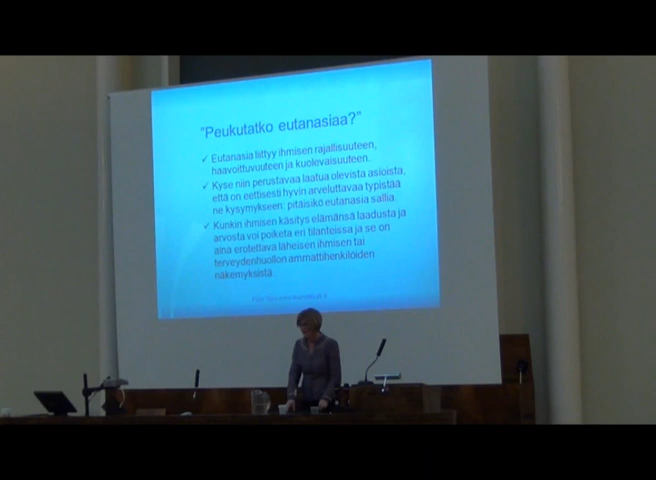 "Peukutatko eutanasiaa?"
✓ Eutanasia liittyy ihmisen rajallisuuteen,
haavoittuvuuteen ja kuolevaisuuteen.
✓ Kyse niin perustavaa laatua olevista asioista,
että on eettisesti hyvin arveluttavaa typistää
ne kysymykseen: pitäisikö eutanasia sallia.
✓ Kunkin ihmisen käsitys elämänsä laadusta ja
arvosta voi poiketa eri tilanteissa ja se on
aina erotettava läheisen ihmisen tai
terveydenhuollon ammattihenkilöiden
näkemyksistä.